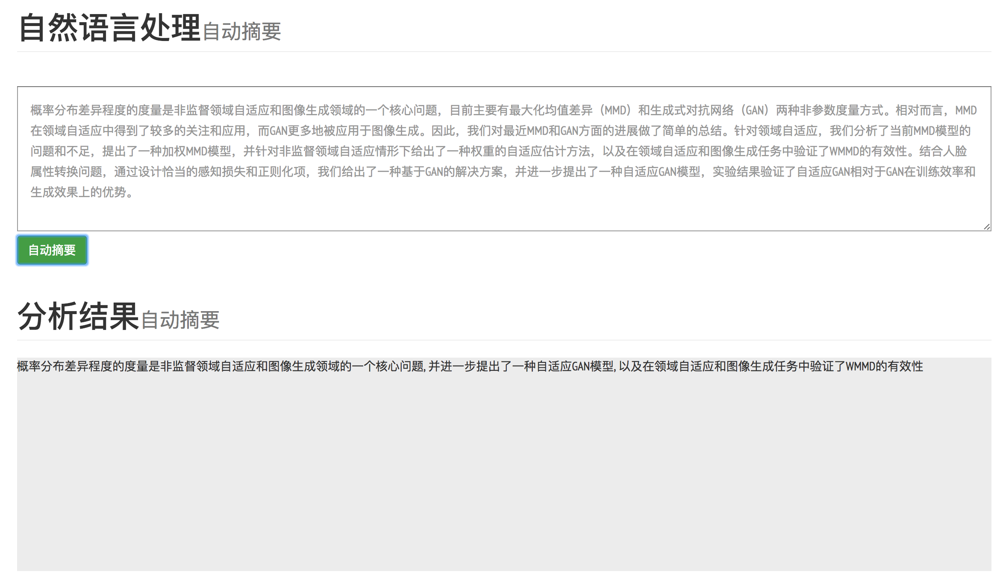 自然语言处理自动摘要
概率分布差异程度的度量是非监督领域自适应和图像生成领域的一个核心问题，目前主要有最大化均值差异（MMD）和生成式对抗网络（GAN）两种非参数度量方式。相对而言，MMD
在领域自适应中得到了较多的关注和应用，而GAN更多地被应用于图像生成。因此，我们对最近MMD和GAN方面的进展做了简单的总结。针对领域自适应，我们分析了当前MMD模型的
问题和不足，提出了一种加权MMD模型，并针对非监督领域自适应情形下给出了一种权重的自适应估计方法，以及在领域自适应和图像生成任务中验证了WMMD的有效性。结合人脸
属性转换问题，通过设计恰当的感知损失和正则化项，我们给出了一种基于GAN的解决方案，并进一步提出了一种自适应GAN模型，实验结果验证了自适应GAN相对于GAN在训练效率和
生成效果上的优势。
自动摘要
分析结果自动摘要
概率分布差异程度的度量是非监督领域自适应和图像生成领域的一个核心问题, 并进一步提出了一种自适应GAN模型, 以及在领域自适应和图像生成任务中验证了WMMD的有效性